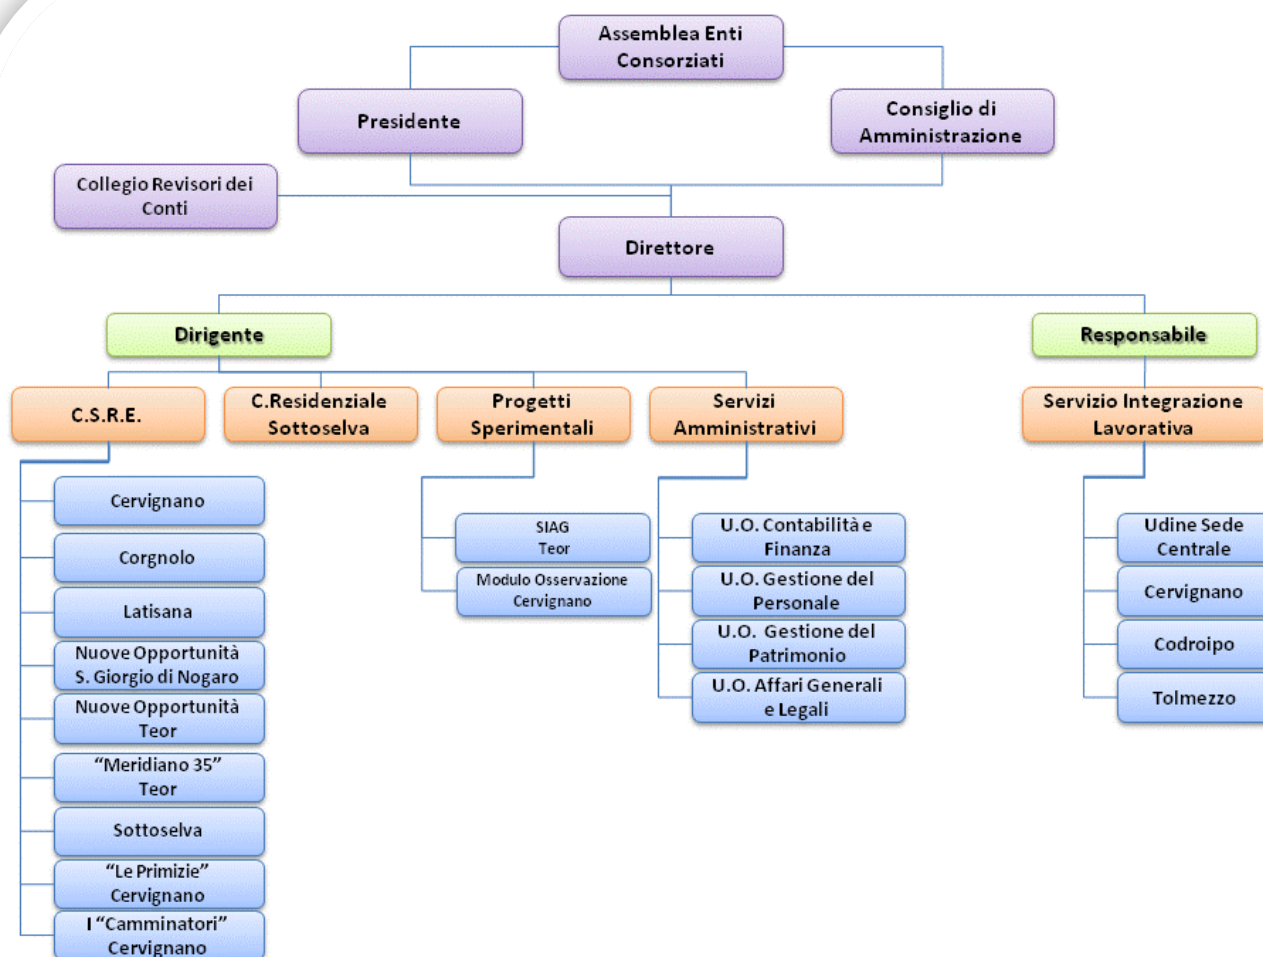 Assemblea Enti
Consorziati
Presidente
Consiglio di
Amministrazione
Collegio Revisori dei
Conti
Direttore
Dirigente
Responsabile
C.S.R.E.
C.Residenziale
Sottoselva
Progetti
Sperimentali
Servizi
Amministrativi
Servizio Integrazione
Lavorativa
Cervignano
Corgnolo
Latisana
Nuove Opportunità
S. Giorgio di Nogaro
Nuove Opportunità
Teor
“Meridiano 35”
Teor
Sottoselva
“Le Primizie”
Cervignano
I “Camminatori”
Cervignano
SIAG
Teor
Modulo Osservazione
Cervignano
U.O. Contabilità e
Finanza
U.O. Gestione del
Personale
U.O. Gestione del
Patrimonio
U.O. Affari Generali
e Legali
Udine Sede
Centrale
Cervignano
Codroipo
Tolmezzo